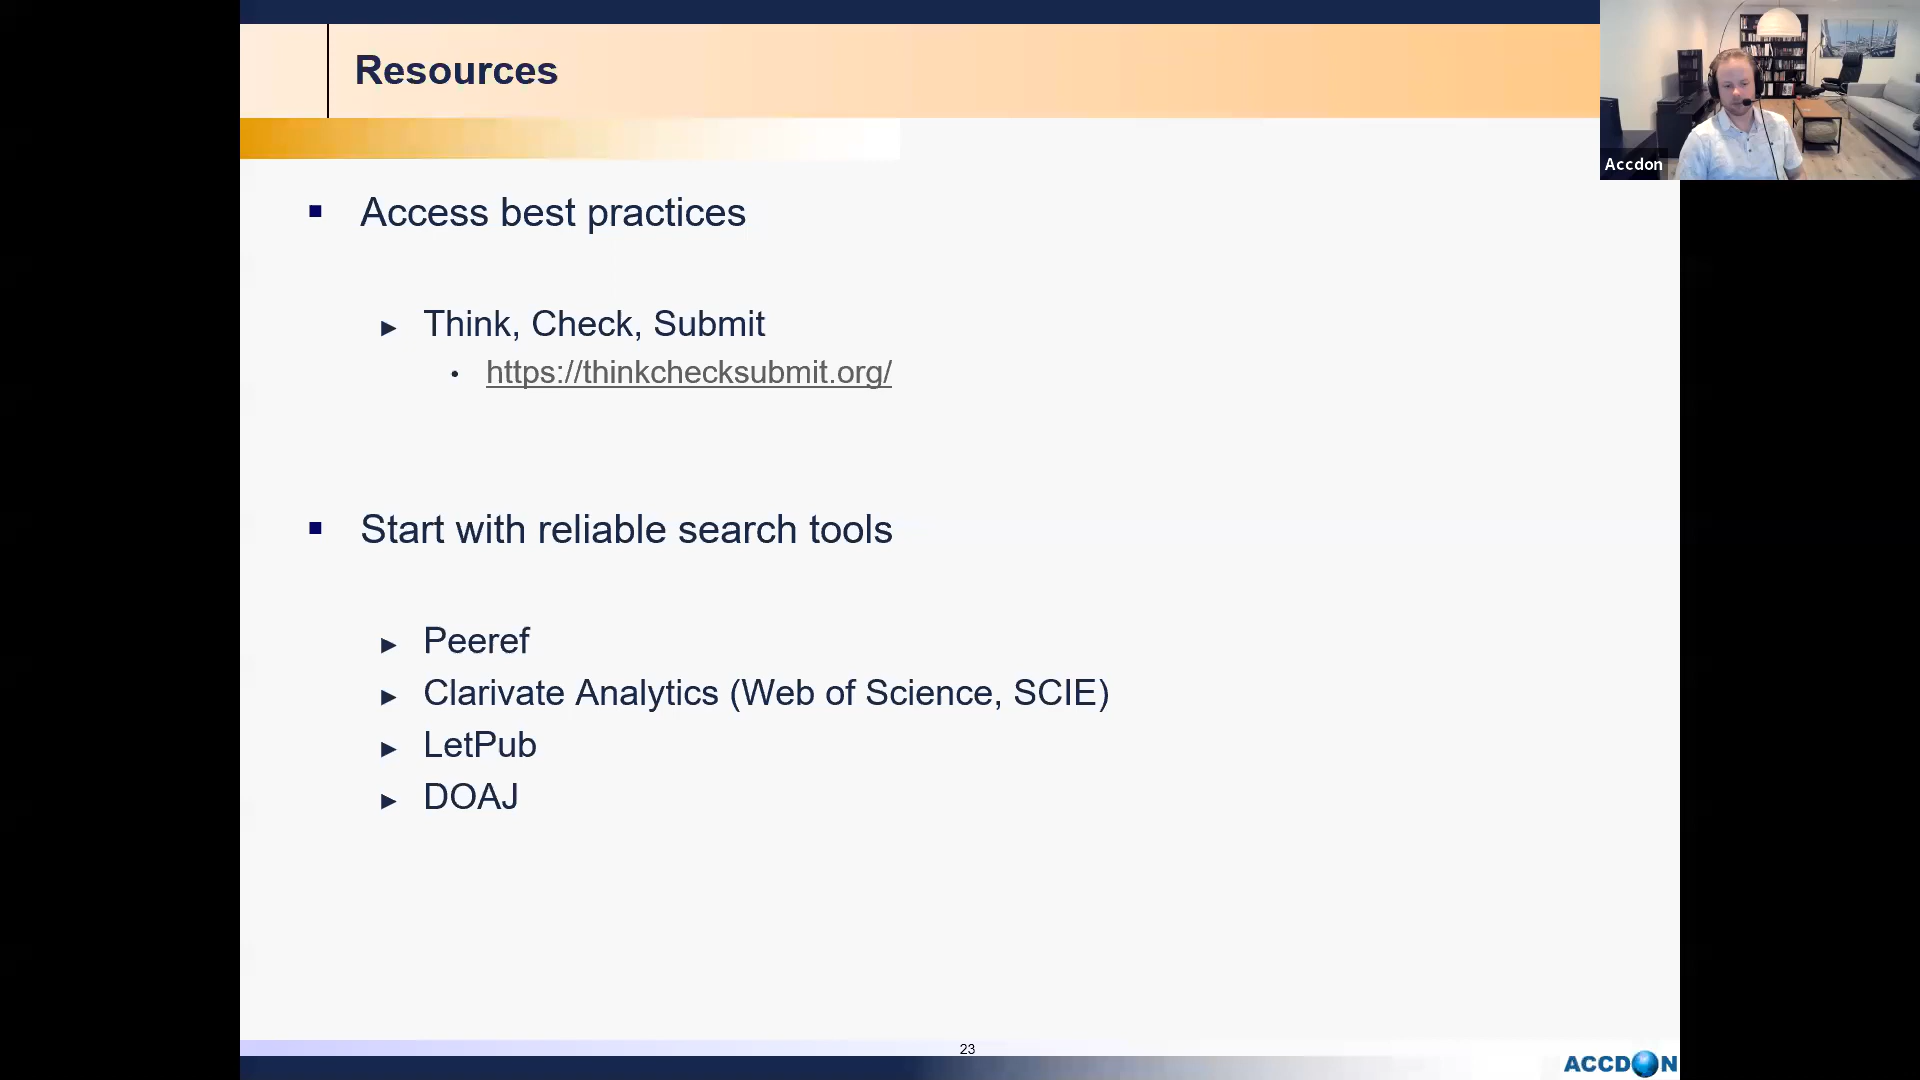 Resources
Accdon
Access best practices
Think, Check, Submit
https://thinkchecksubmit.org/
Start with reliable search tools
Peeref
Clarivate Analytics (Web of Science, SCIE)
LetPub
DOAJ
23
ACCDON